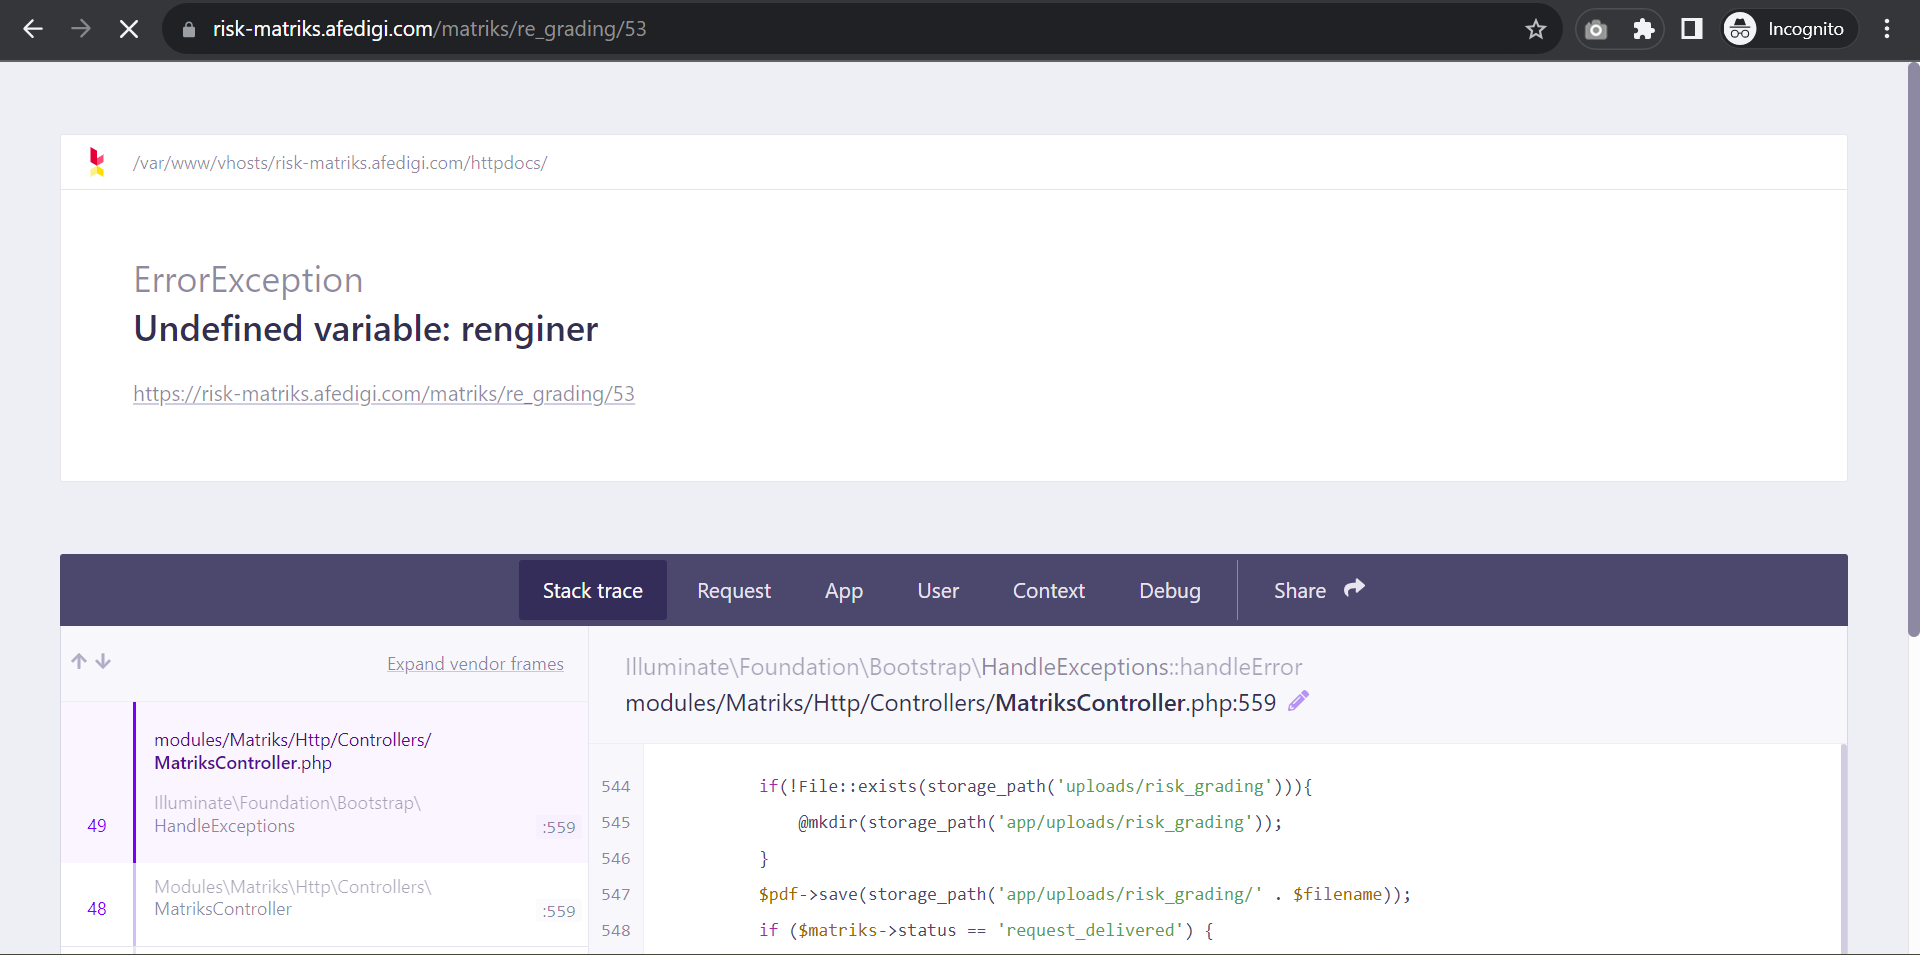 risk-matriks.afedigi.com/matriks/re_grading/53
Incognito
/var/www/vhosts/risk-matriks.afedigi.com/httpdocs/
ErrorException
Undefined variable: renginer
https://risk-matriks.afedigi.com/matriks/re_grading/53
Stack trace Request App User Context Debug Share
Expand vendor frames
modules/Matriks/Http/Controllers/
MatriksController.php
Illuminate\Foundation\Bootstrap\
49 HandleExceptions :559
Modules\Matriks\Http\Controllers\
48 MatriksController :559
Illuminate\Foundation\Bootstrap\HandleExceptions::handleError
modules/Matriks/Http/Controllers/MatriksController.php:559
544 if(!File::exists(storage_path('uploads/risk_grading'))){
545 @mkdir(storage_path('app/uploads/risk_grading'));
546 }
547 $pdf->save(storage_path('app/uploads/risk_grading/' . $filename));
548 if ($matriks->status == 'request_delivered') {